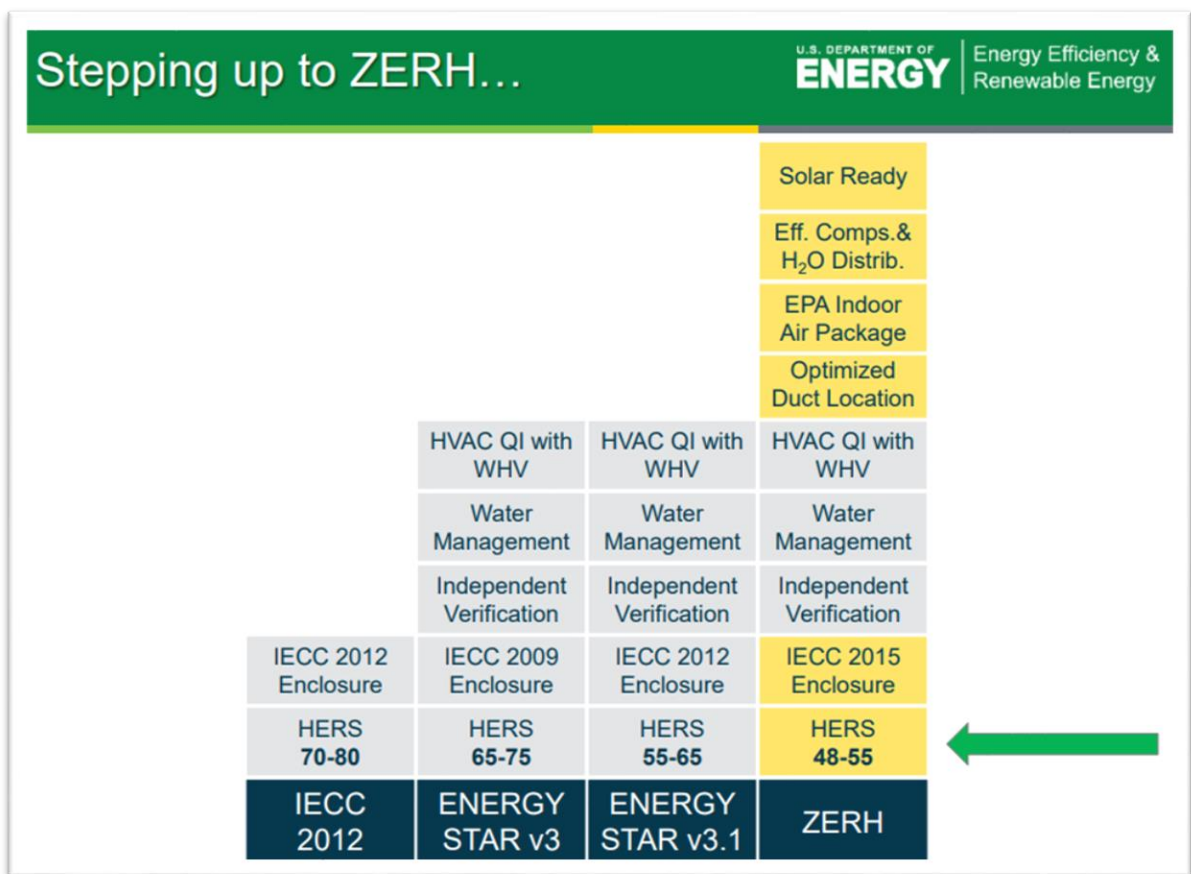 Stepping up to ZERH...
U.S. DEPARTMENT OF
ENERGY
Energy Efficiency &
Renewable Energy
Solar Ready
Eff. Comps.&
H₂O Distrib.
EPA Indoor
Air Package
Optimized
Duct Location
HVAC QI with
WHV
HVAC QI with
WHV
HVAC QI with
WHV
Water
Management
Water
Management
Water
Management
Independent
Verification
Independent
Verification
Independent
Verification
IECC 2012
Enclosure
IECC 2009
Enclosure
IECC 2012
Enclosure
IECC 2015
Enclosure
HERS
70-80
HERS
65-75
HERS
55-65
HERS
48-55
IECC
2012
ENERGY
STAR v3
ENERGY
STAR v3.1
ZERH